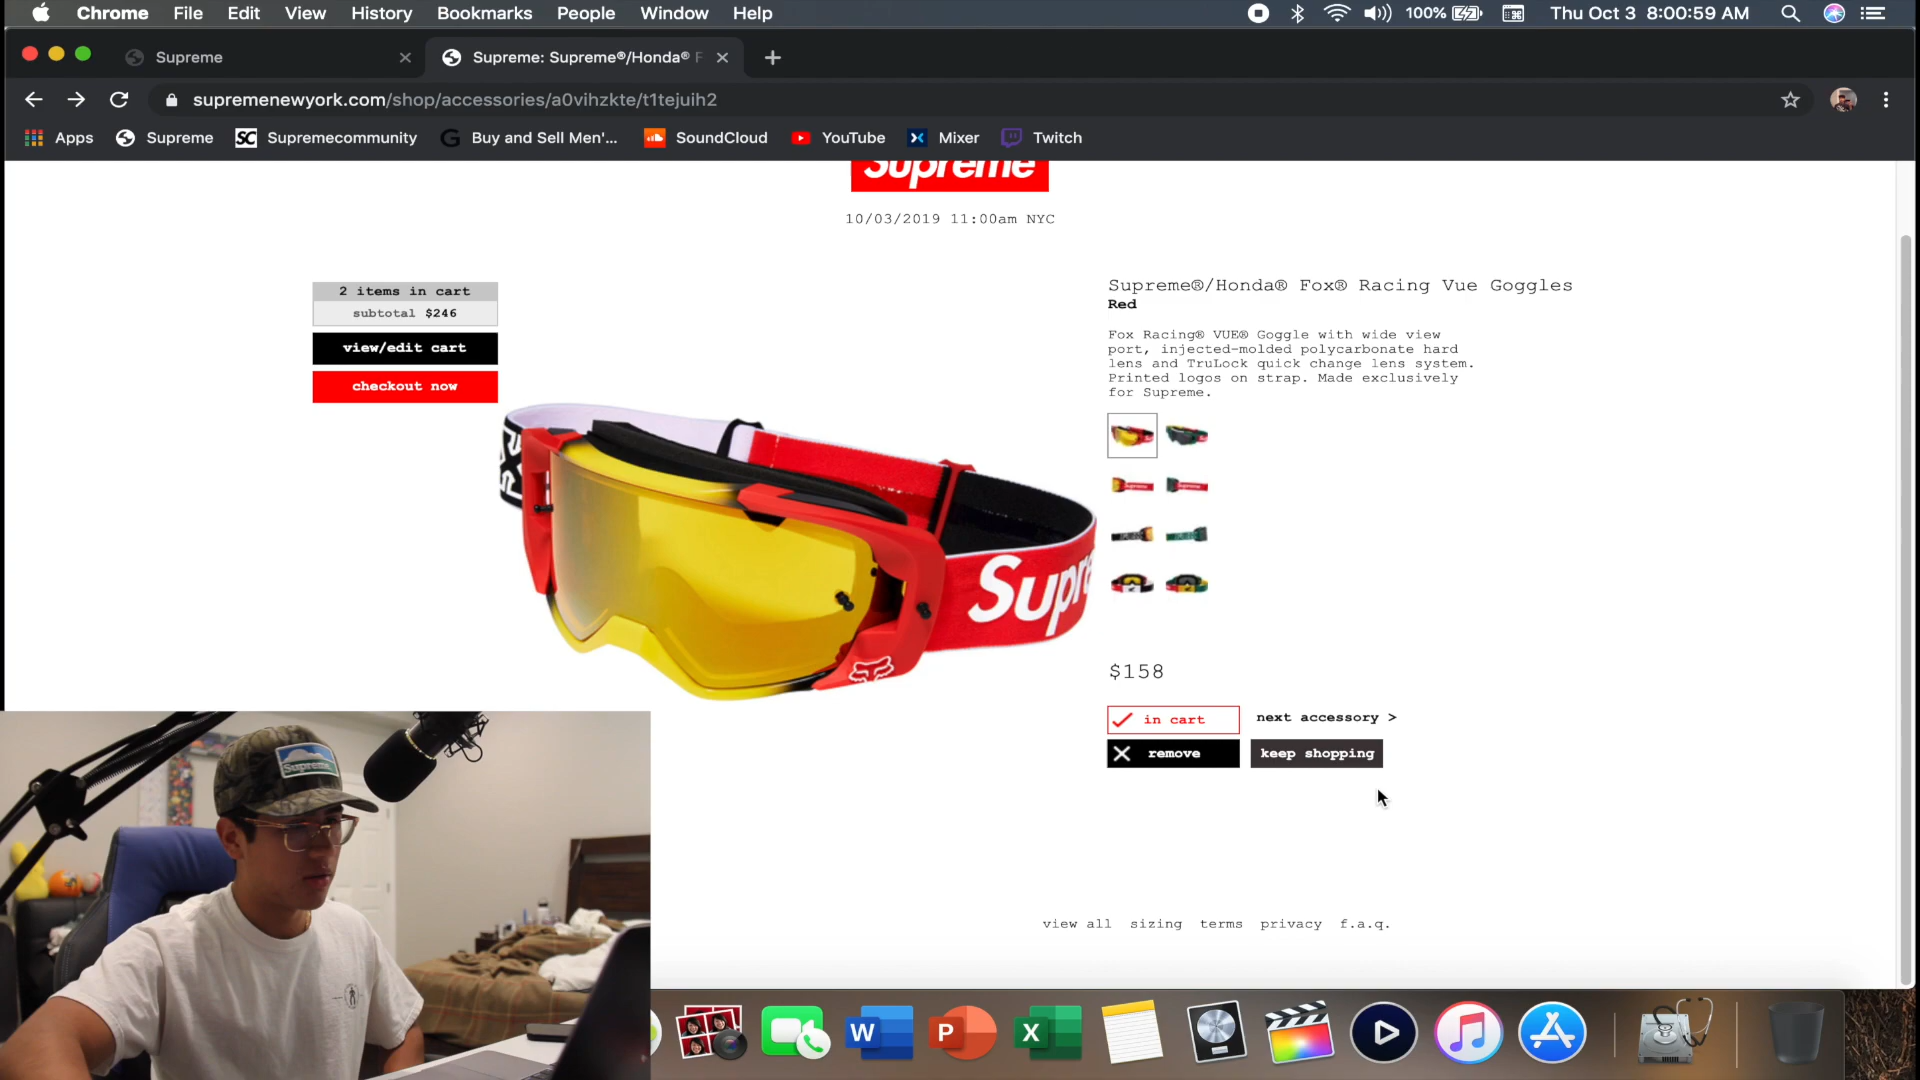 Chrome File Edit View History Bookmarks People Window Help 100% Thu Oct 3 8:00:59 AM
Supreme
Supreme: Supreme®/Honda® F
supremenewyork.com/shop/accessories/a0vihzkte/t1tejuih2
Apps Supreme SC Supremecommunity G Buy and Sell Men'... SoundCloud YouTube Mixer Twitch
Supreme
10/03/2019 11:00am NYC
2 items in cart
subtotal $246
view/edit cart
checkout now
Supreme®/Honda® Fox® Racing Vue Goggles
Red
Fox Racing® VUE® Goggle with wide view
port, injected-molded polycarbonate hard
lens and TruLock quick change lens system.
Printed logos on strap. Made exclusively
for Supreme.
Supre
$158
in cart next accessory >
remove keep shopping
view all sizing terms privacy f.a.q.
Supreme
W P X